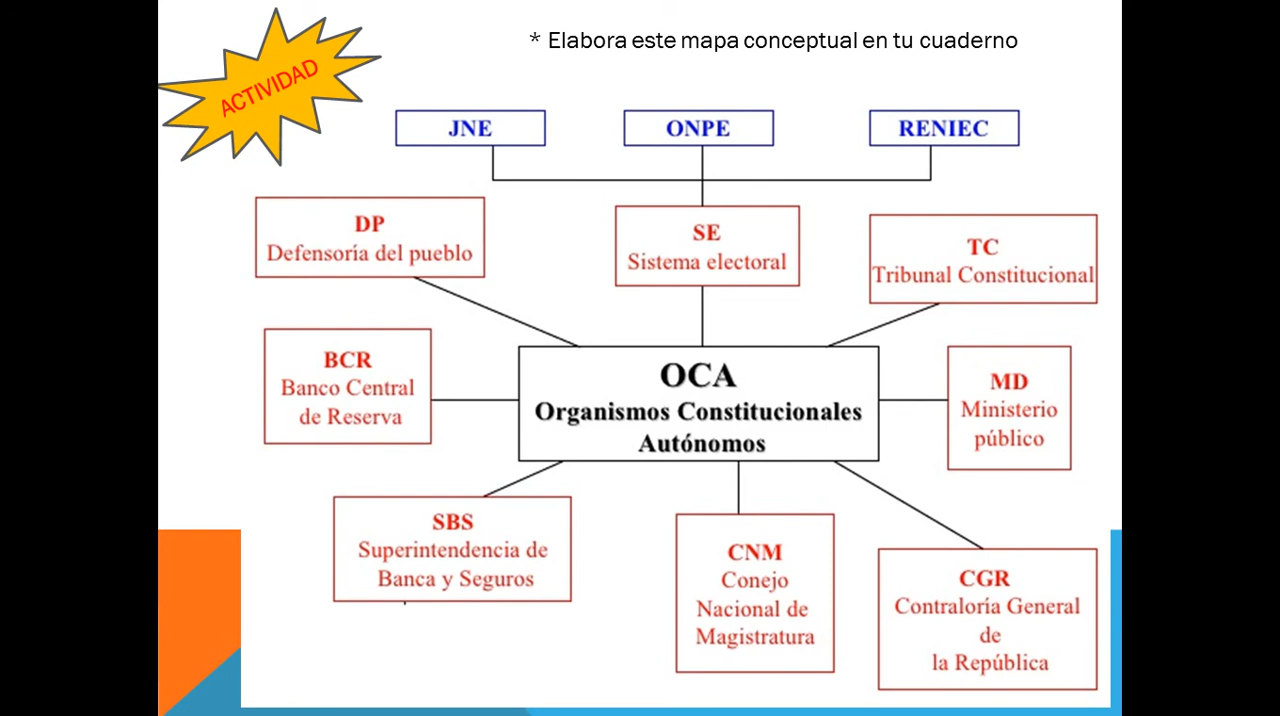 * Elabora este mapa conceptual en tu cuaderno
ACTIVIDAD
JNE
ONPE
RENIEC
DP
Defensoría del pueblo
SE
Sistema electoral
TC
Tribunal Constitucional
BCR
Banco Central
de Reserva
OCA
Organismos Constitucionales
Autónomos
MD
Ministerio
público
SBS
Superintendencia de
Banca y Seguros
CNM
Conejo
Nacional de
Magistratura
CGR
Contraloría General
de
la República